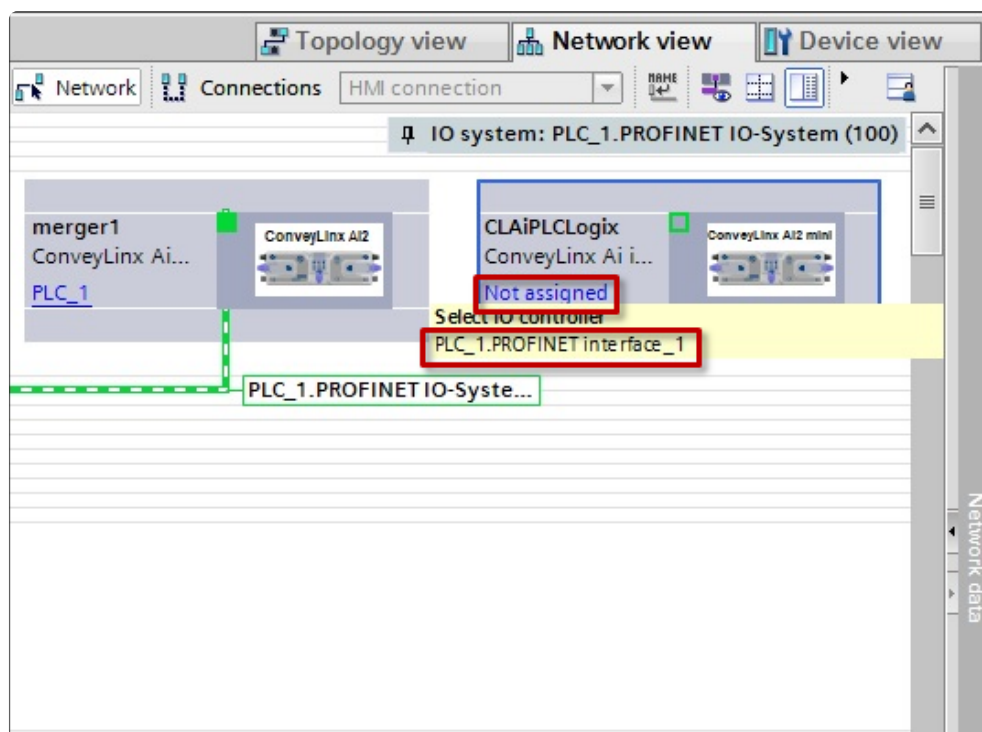 Topology view
Network view
Device view
Network
Connections
HMI connection
NAME
IO system: PLC_1.PROFINET IO-System (100)
merger1
ConveyLinx Ai...
PLC_1
ConveyLinx Ai2
CLAiPLCLogix
ConveyLinx Ai i...
Not assigned
ConveyLinx Ai2 mini
Select IO controller
PLC_1.PROFINET interface_1
PLC_1.PROFINET IO-Syste...
Network data